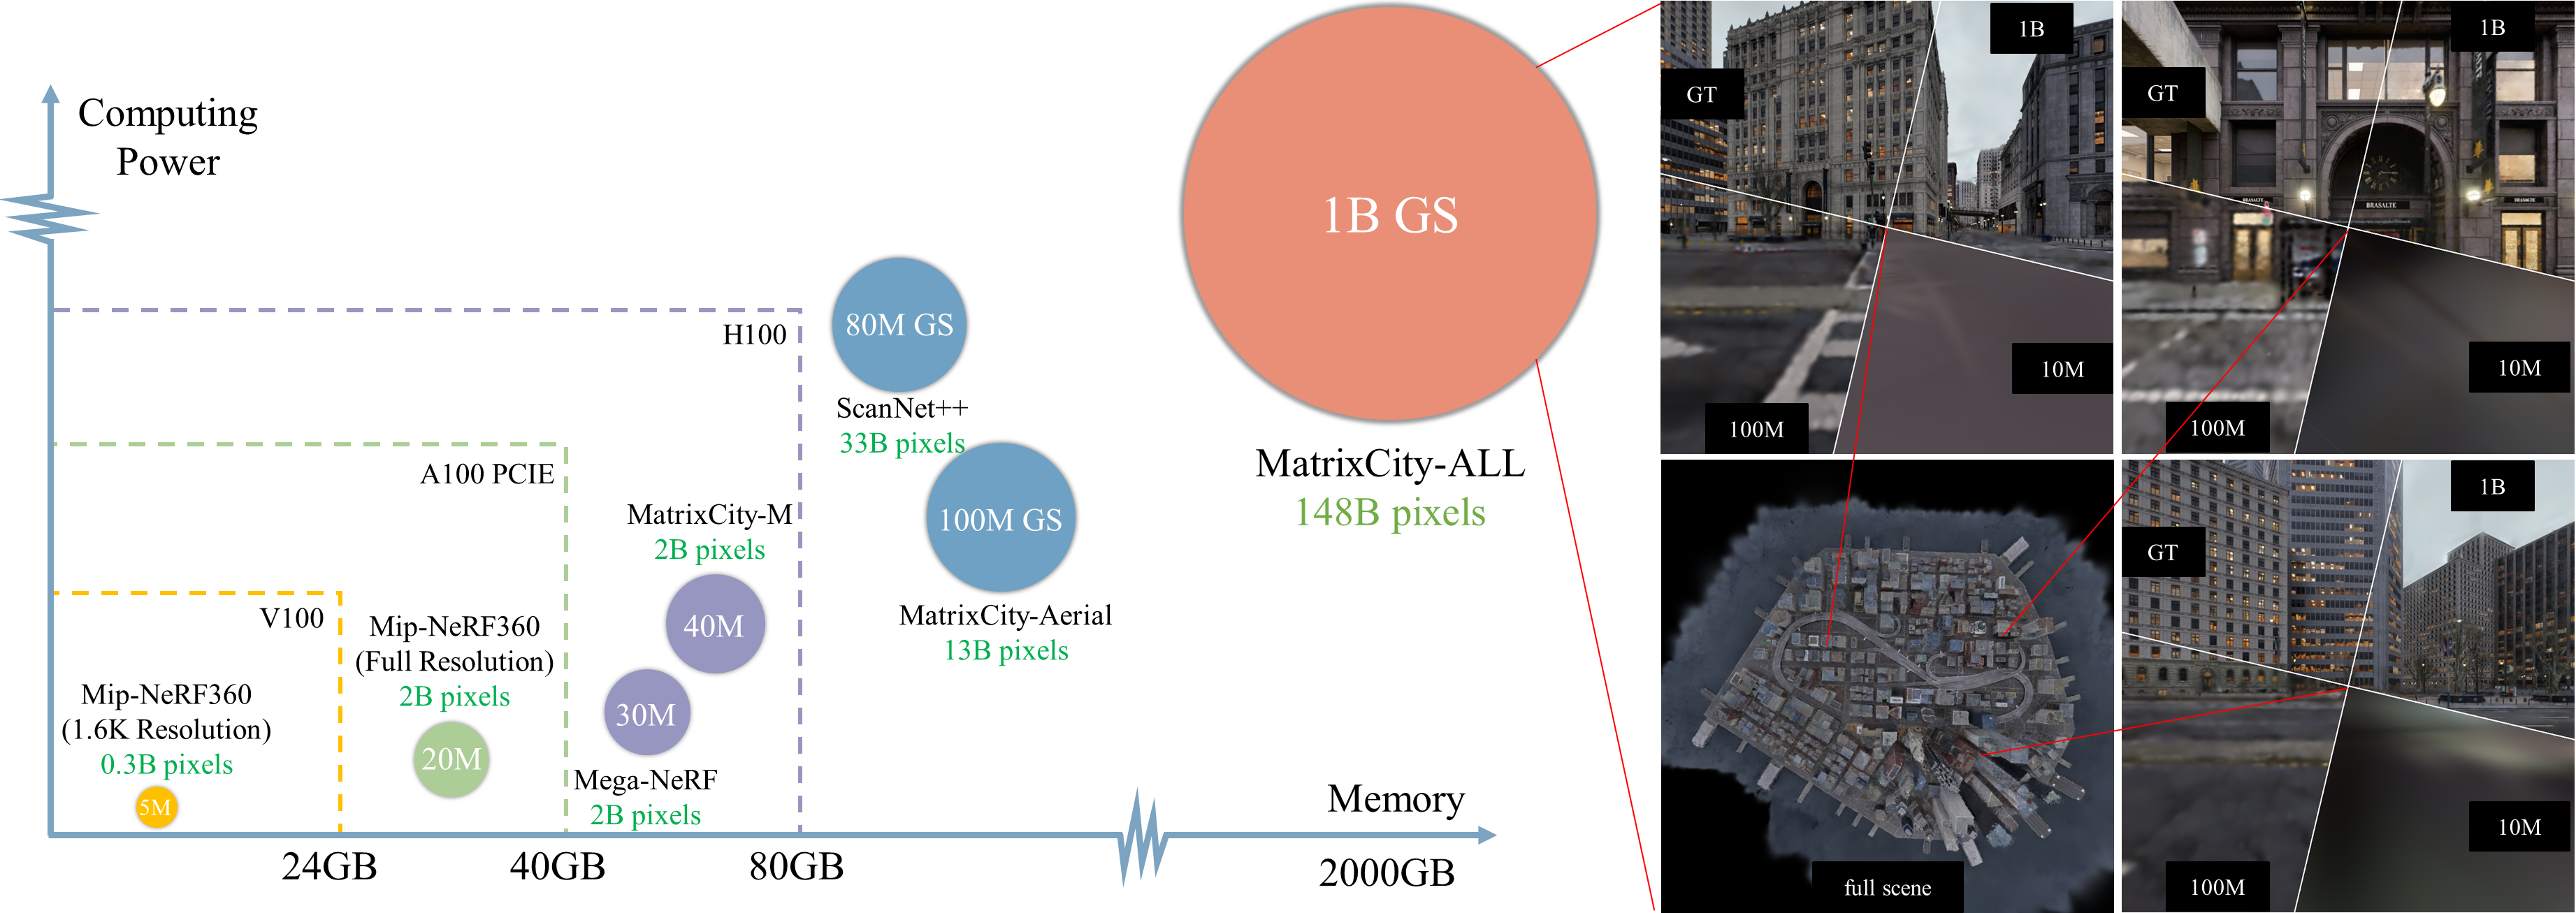 Computing
Power
1B GS
MatrixCity-ALL
148B pixels
H100
80M GS
ScanNet++
33B pixels
A100 PCIE
MatrixCity-M
2B pixels
40M
100M GS
MatrixCity-Aerial
13B pixels
V100
Mip-NeRF360
(Full Resolution)
2B pixels
20M
30M
Mega-NeRF
2B pixels
Mip-NeRF360
(1.6K Resolution)
0.3B pixels
5M
Memory
24GB
40GB
80GB
2000GB
GT
1B
100M
10M
GT
1B
BRASALTE
BRASALTE
100M
10M
full scene
GT
1B
100M
10M